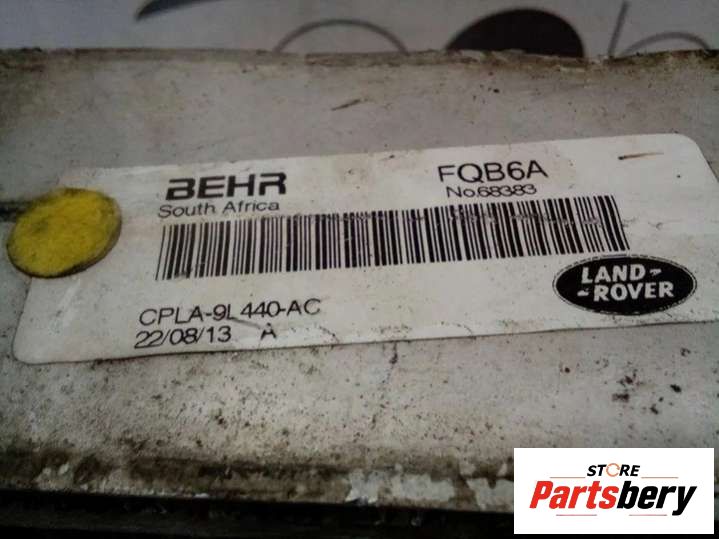 BEHR
South Africa
FQB6A
No.68383
CPLA-9L440-AC
22/08/13 A
LAND-
-ROVER
STORE
Partsbery